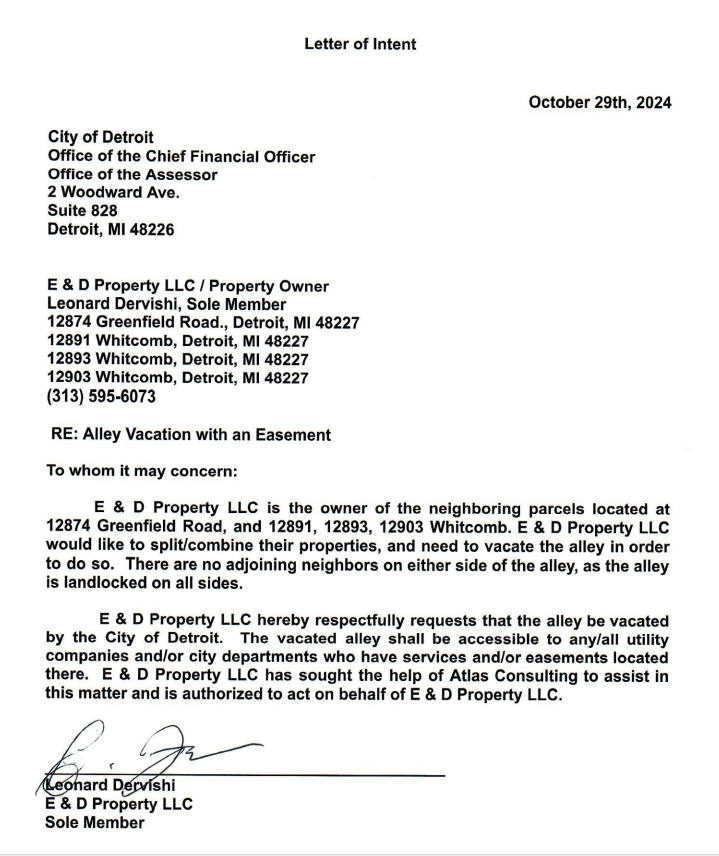 Letter of Intent
October 29th, 2024
City of Detroit
Office of the Chief Financial Officer
Office of the Assessor
2 Woodward Ave.
Suite 828
Detroit, MI 48226
E & D Property LLC / Property Owner
Leonard Dervishi, Sole Member
12874 Greenfield Road., Detroit, MI 48227
12891 Whitcomb, Detroit, MI 48227
12893 Whitcomb, Detroit, MI 48227
12903 Whitcomb, Detroit, MI 48227
(313) 595-6073
RE: Alley Vacation with an Easement
To whom it may concern:
E & D Property LLC is the owner of the neighboring parcels located at
12874 Greenfield Road, and 12891, 12893, 12903 Whitcomb. E & D Property LLC
would like to split/combine their properties, and need to vacate the alley in order
to do so. There are no adjoining neighbors on either side of the alley, as the alley
is landlocked on all sides.
E & D Property LLC hereby respectfully requests that the alley be vacated
by the City of Detroit. The vacated alley shall be accessible to any/all utility
companies and/or city departments who have services and/or easements located
there. E & D Property LLC has sought the help of Atlas Consulting to assist in
this matter and is authorized to act on behalf of E & D Property LLC.
Leonard Dervishi
E & D Property LLC
Sole Member